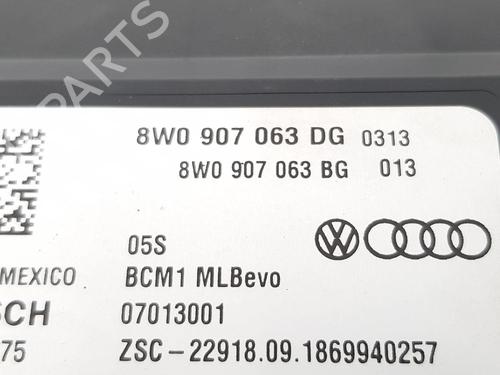 8W0 907 063 DG 0313
8W0 907 063 BG 013
05S
MEXICO BCM1 MLBevo
SCH 07013001
75 ZSC-22918.09.1869940257